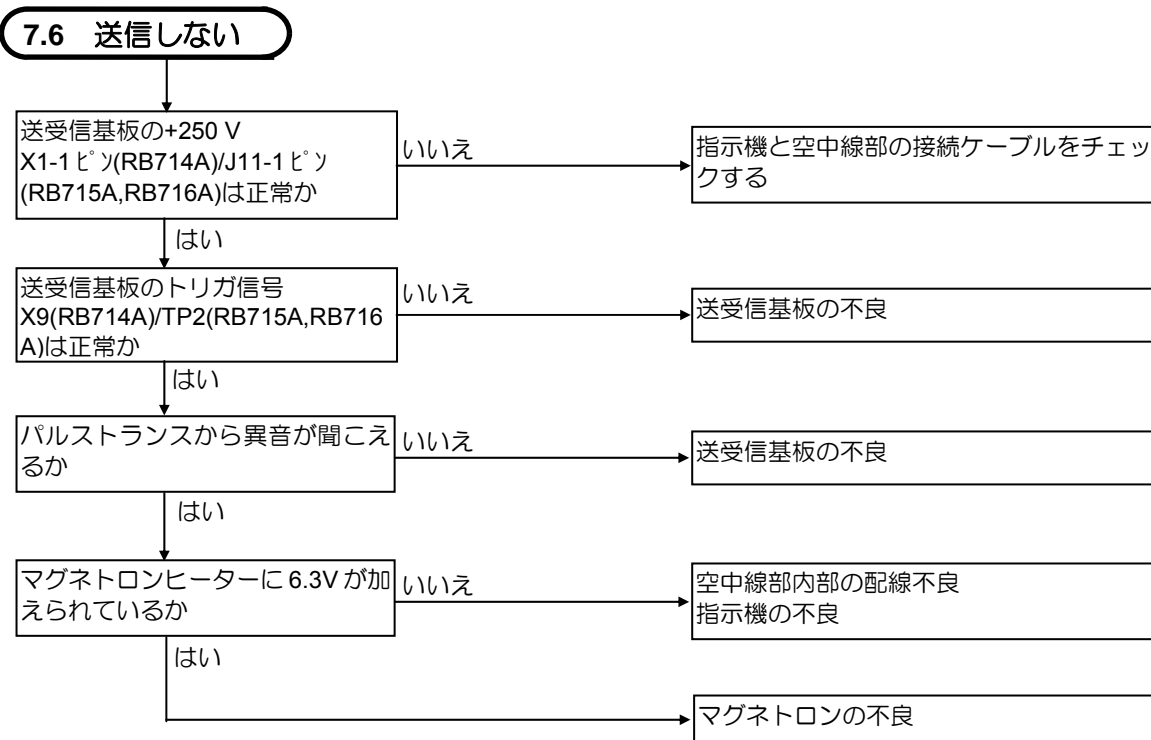 7.6 送信しない
送受信基板の+250 V
X1-1ﾋﾟﾝ(RB714A)/J11-1ﾋﾟﾝ
(RB715A,RB716A)は正常か
いいえ
指示機と空中線部の接続ケーブルをチェッ
クする
はい
送受信基板のトリガ信号
X9(RB714A)/TP2(RB715A,RB716
A)は正常か
いいえ
送受信基板の不良
はい
パルストランスから異音が聞こえ
るか
いいえ
送受信基板の不良
はい
マグネトロンヒーターに 6.3V が加
えられているか
いいえ
空中線部内部の配線不良
指示機の不良
はい
マグネトロンの不良